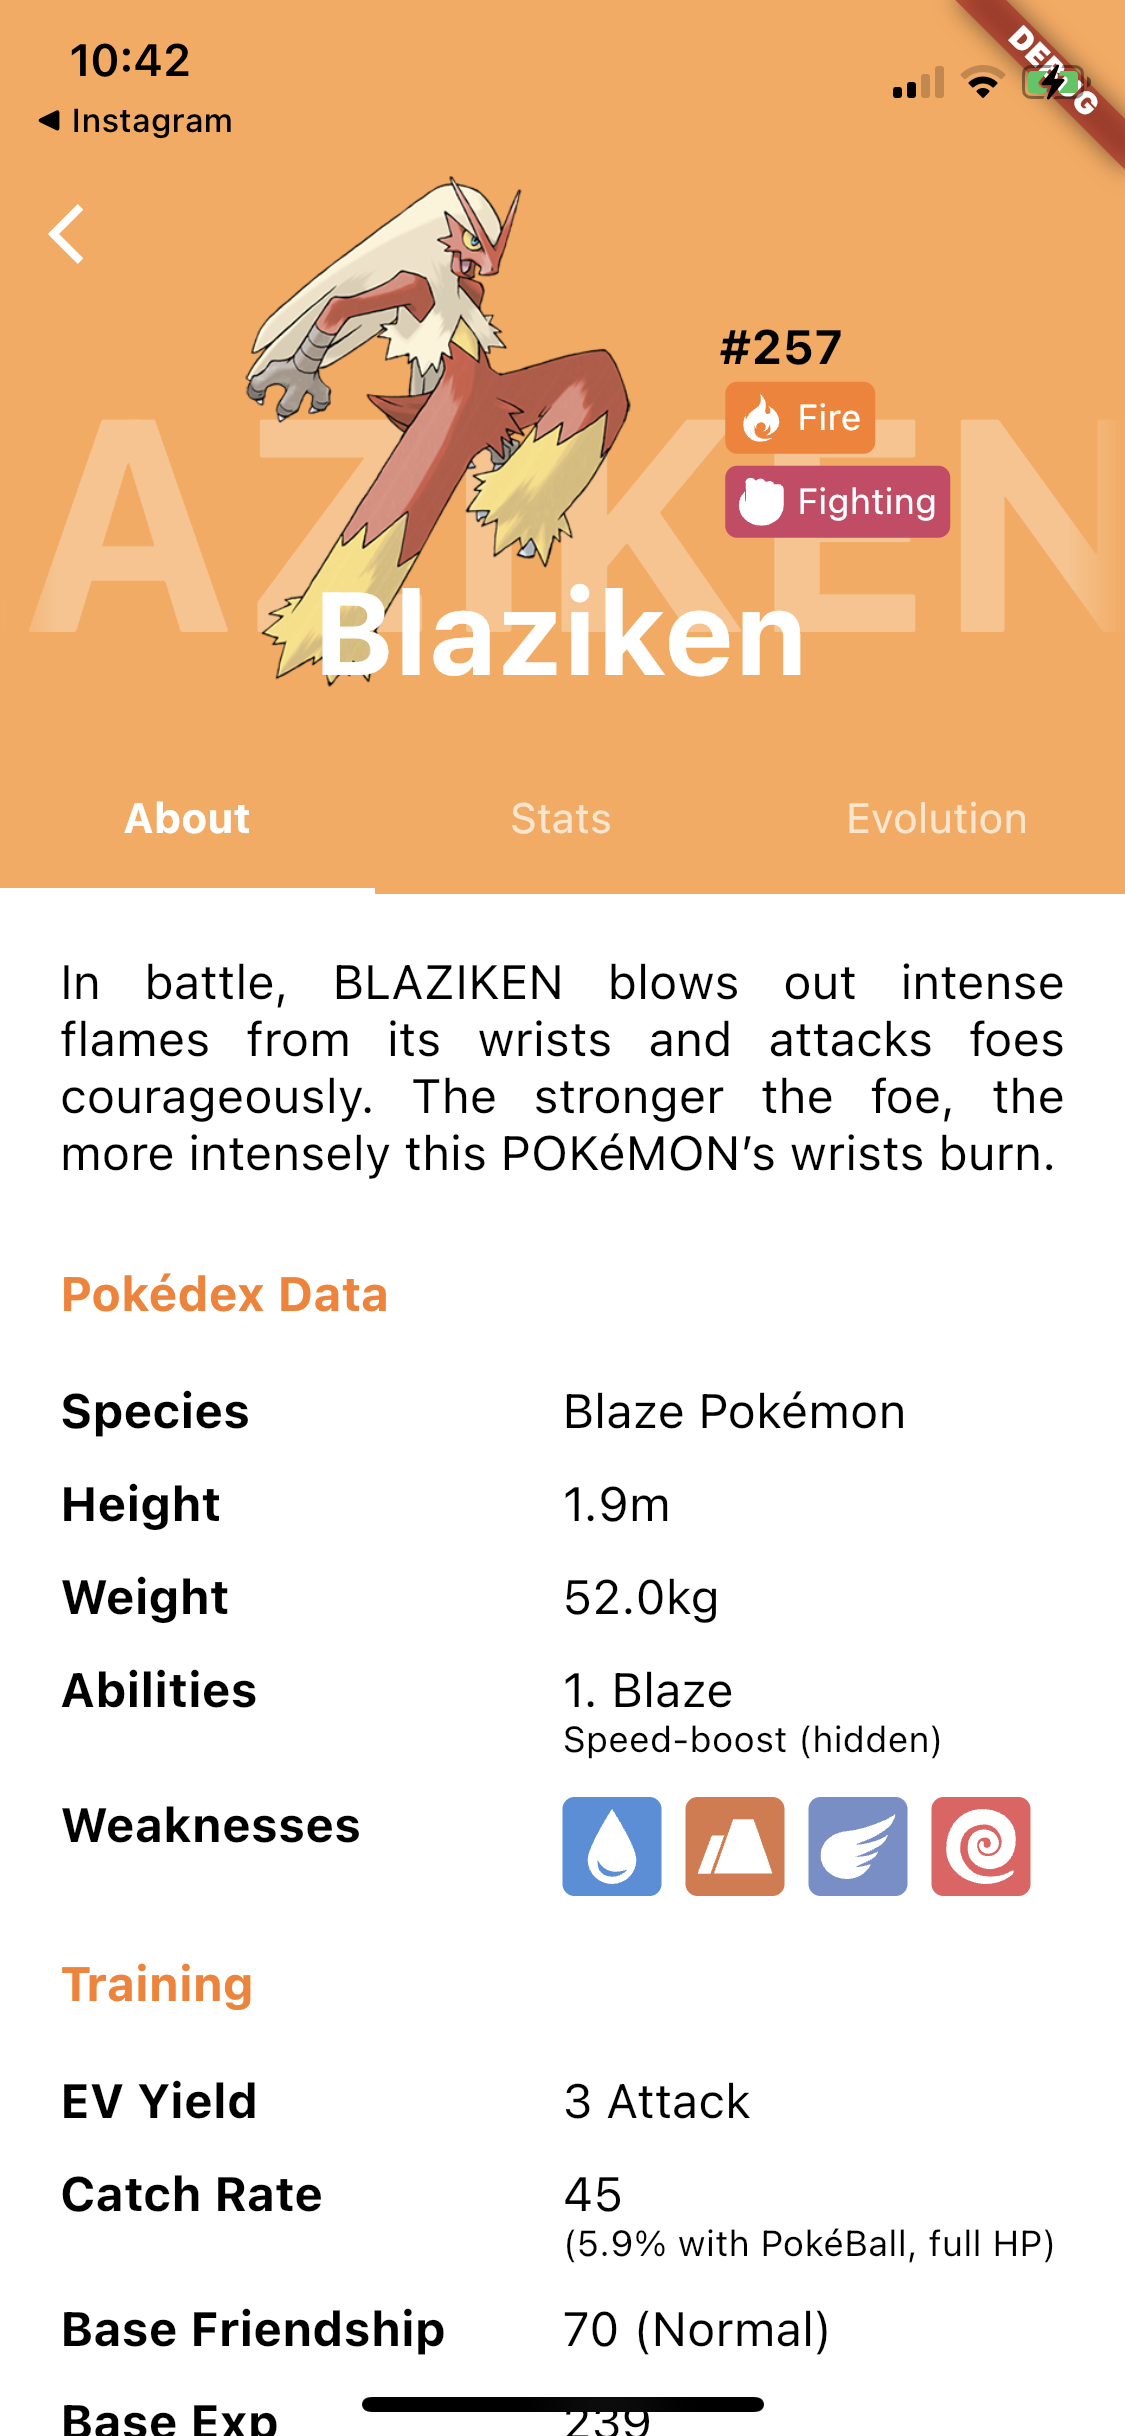 10:42
Instagram
DEBUG
#257
Fire
Fighting
AZIKEN
Blaziken
About Stats Evolution
In battle, BLAZIKEN blows out intense
flames from its wrists and attacks foes
courageously. The stronger the foe, the
more intensely this POKéMON’s wrists burn.
Pokédex Data
Species Blaze Pokémon
Height 1.9m
Weight 52.0kg
Abilities 1. Blaze
Speed-boost (hidden)
Weaknesses
Training
EV Yield 3 Attack
Catch Rate 45
(5.9% with PokéBall, full HP)
Base Friendship 70 (Normal)
Base Exp 239